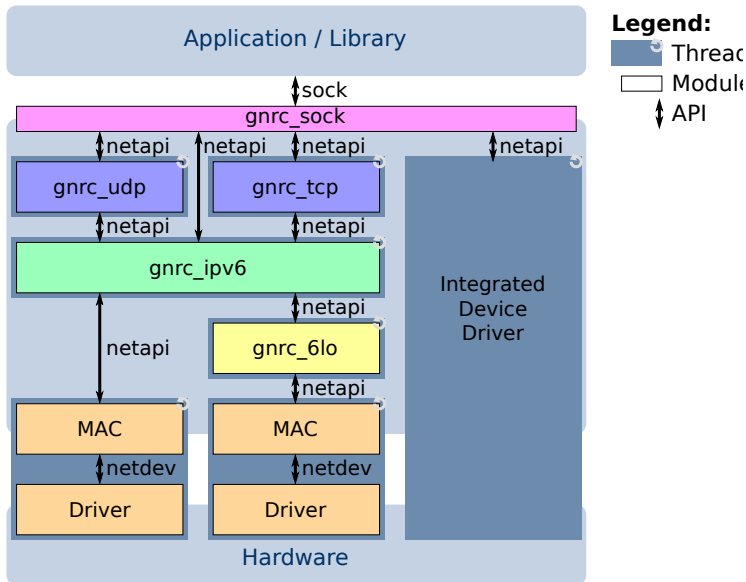 Application / Library
Legend:
Thread
Module
API
sock
gnrc_sock
netapi
netapi
netapi
netapi
gnrc_udp
gnrc_tcp
netapi
netapi
gnrc_ipv6
Integrated
Device
Driver
netapi
netapi
gnrc_6lo
netapi
MAC
MAC
netdev
netdev
Driver
Driver
Hardware